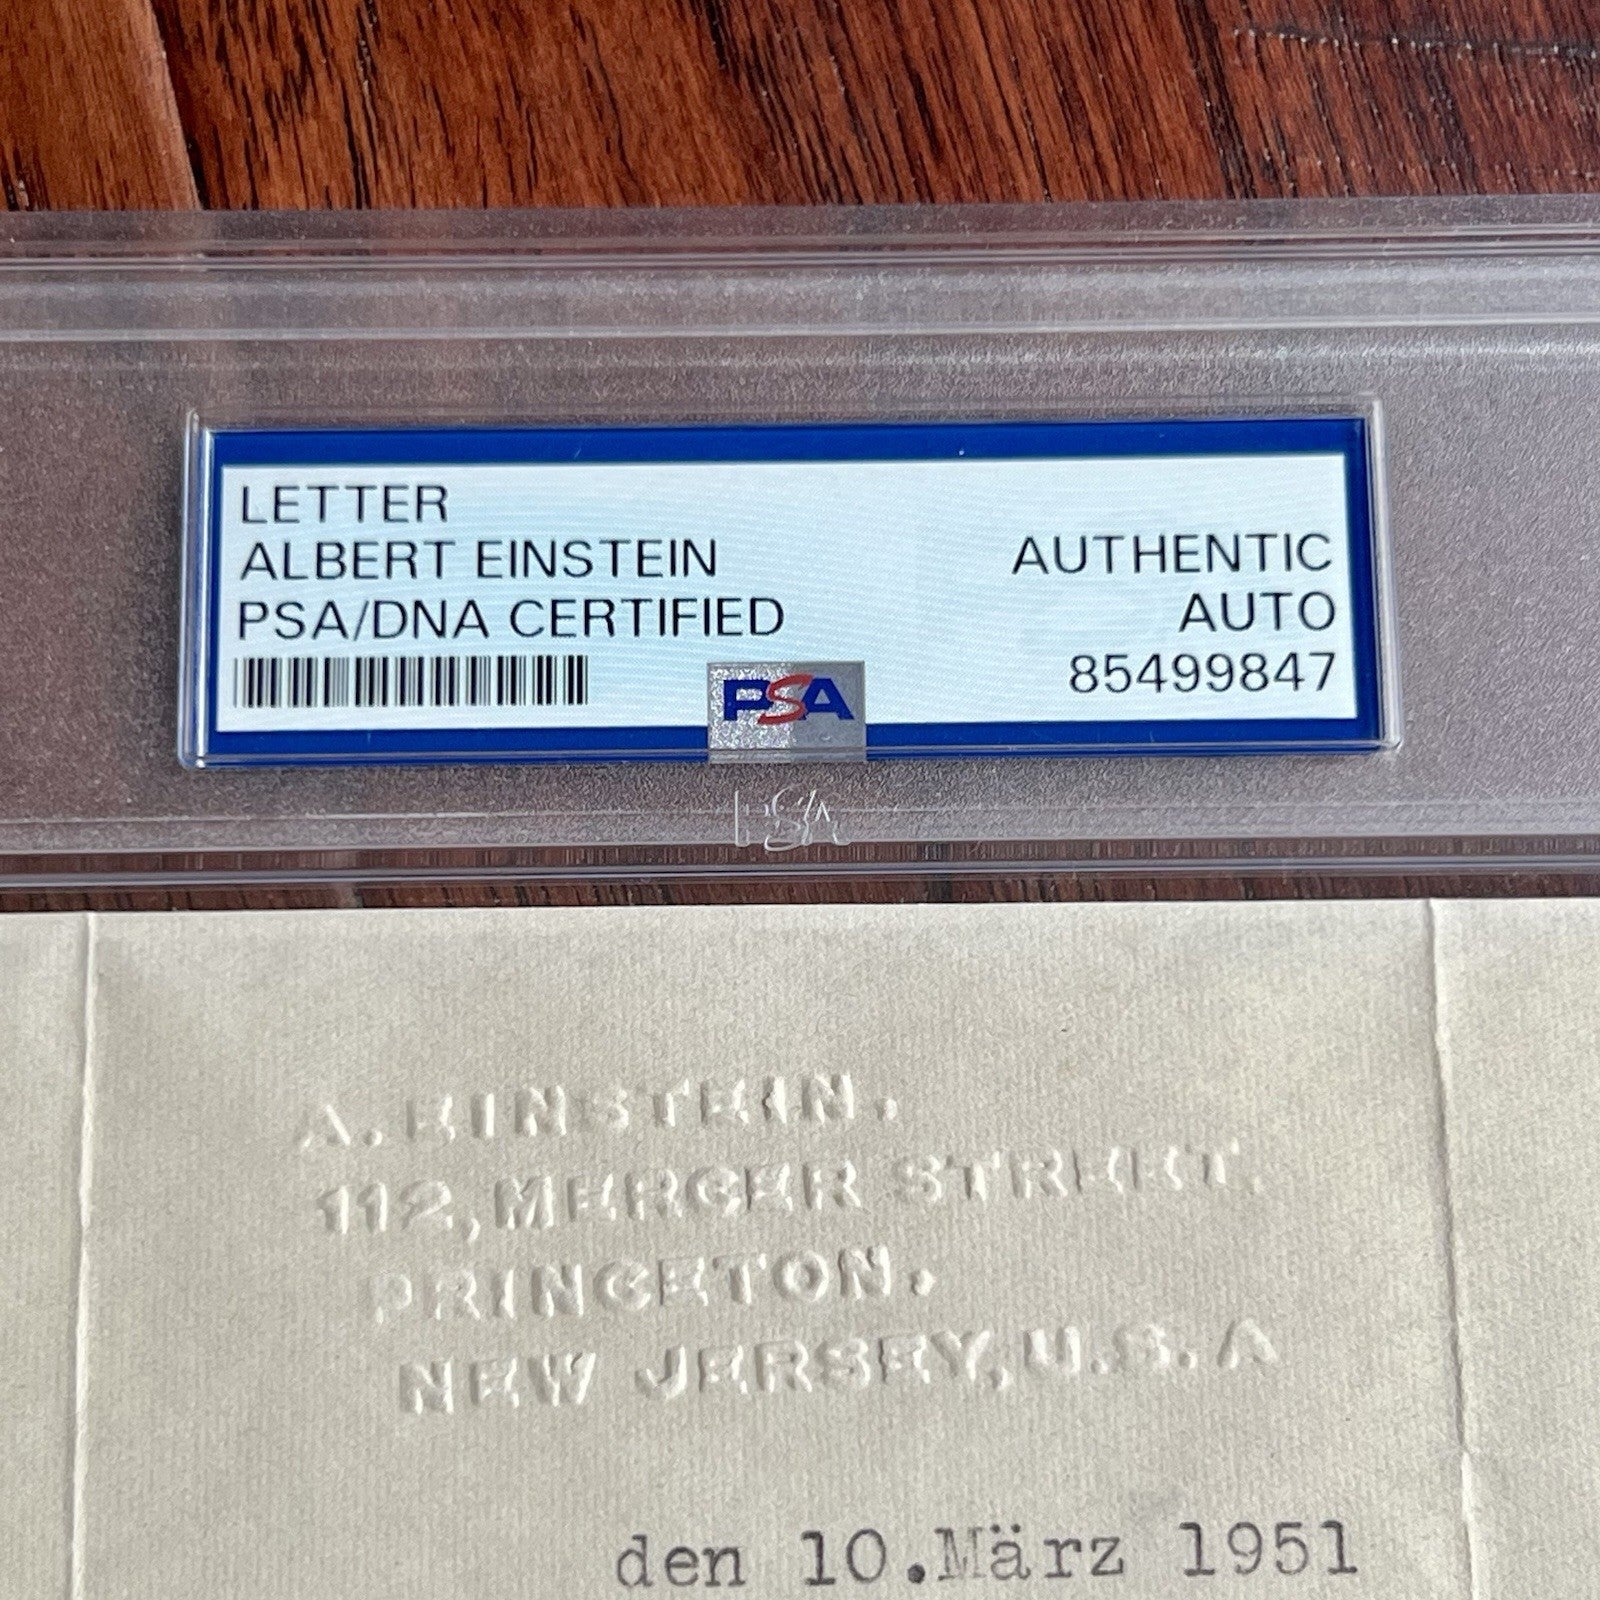 LETTER
ALBERT EINSTEIN
PSA/DNA CERTIFIED
AUTHENTIC
AUTO
85499847
PSA
PSA
A. EINSTEIN.
112, MERCER STREET.
PRINCETON.
NEW JERSEY, U.S.A
den 10.März 1951